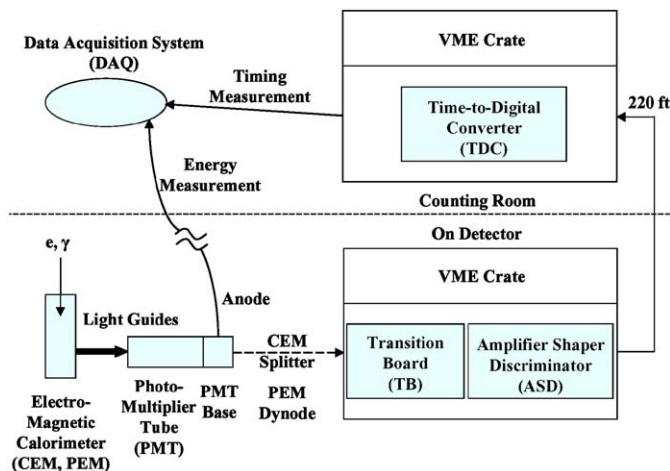 Data Acquisition System
(DAQ)
Timing
Measurement
VME Crate
Time-to-Digital
Converter
(TDC)
220 ft
Energy
Measurement
Counting Room
On Detector
e, γ
VME Crate
Anode
Light Guides
CEM
Splitter
PEM
Dynode
Transition
Board
(TB)
Amplifier Shaper
Discriminator
(ASD)
Electro-
Magnetic
Calorimeter
(CEM, PEM)
Photo-
Multiplier
Tube
(PMT)
PMT
Base